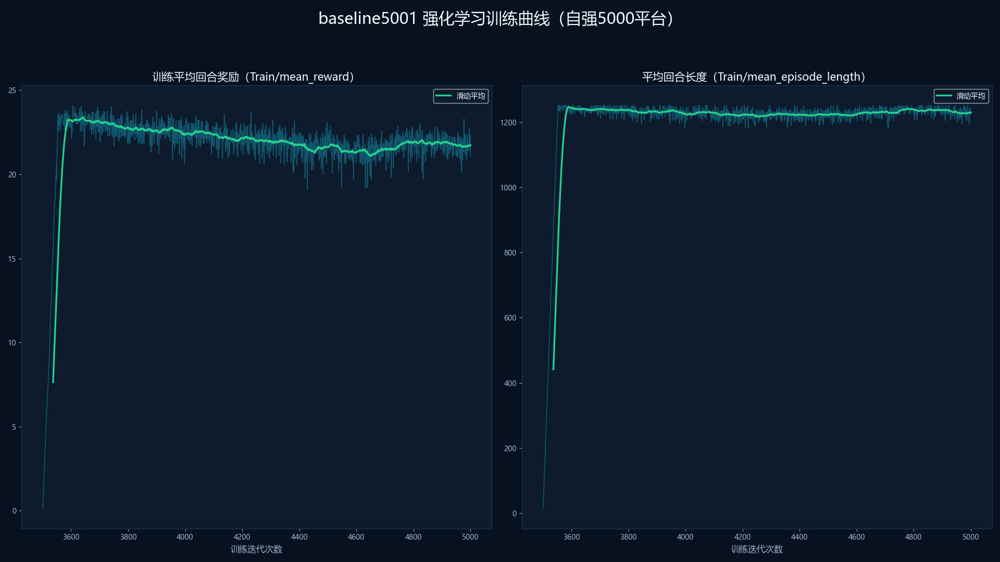 baseline5001 强化学习训练曲线（自强5000平台）
训练平均回合奖励（Train/mean_reward）
滑动平均
25
20
15
10
5
0
3600 3800 4000 4200 4400 4600 4800 5000
训练迭代次数
平均回合长度（Train/mean_episode_length）
滑动平均
1200
1000
800
600
400
200
0
3600 3800 4000 4200 4400 4600 4800 5000
训练迭代次数